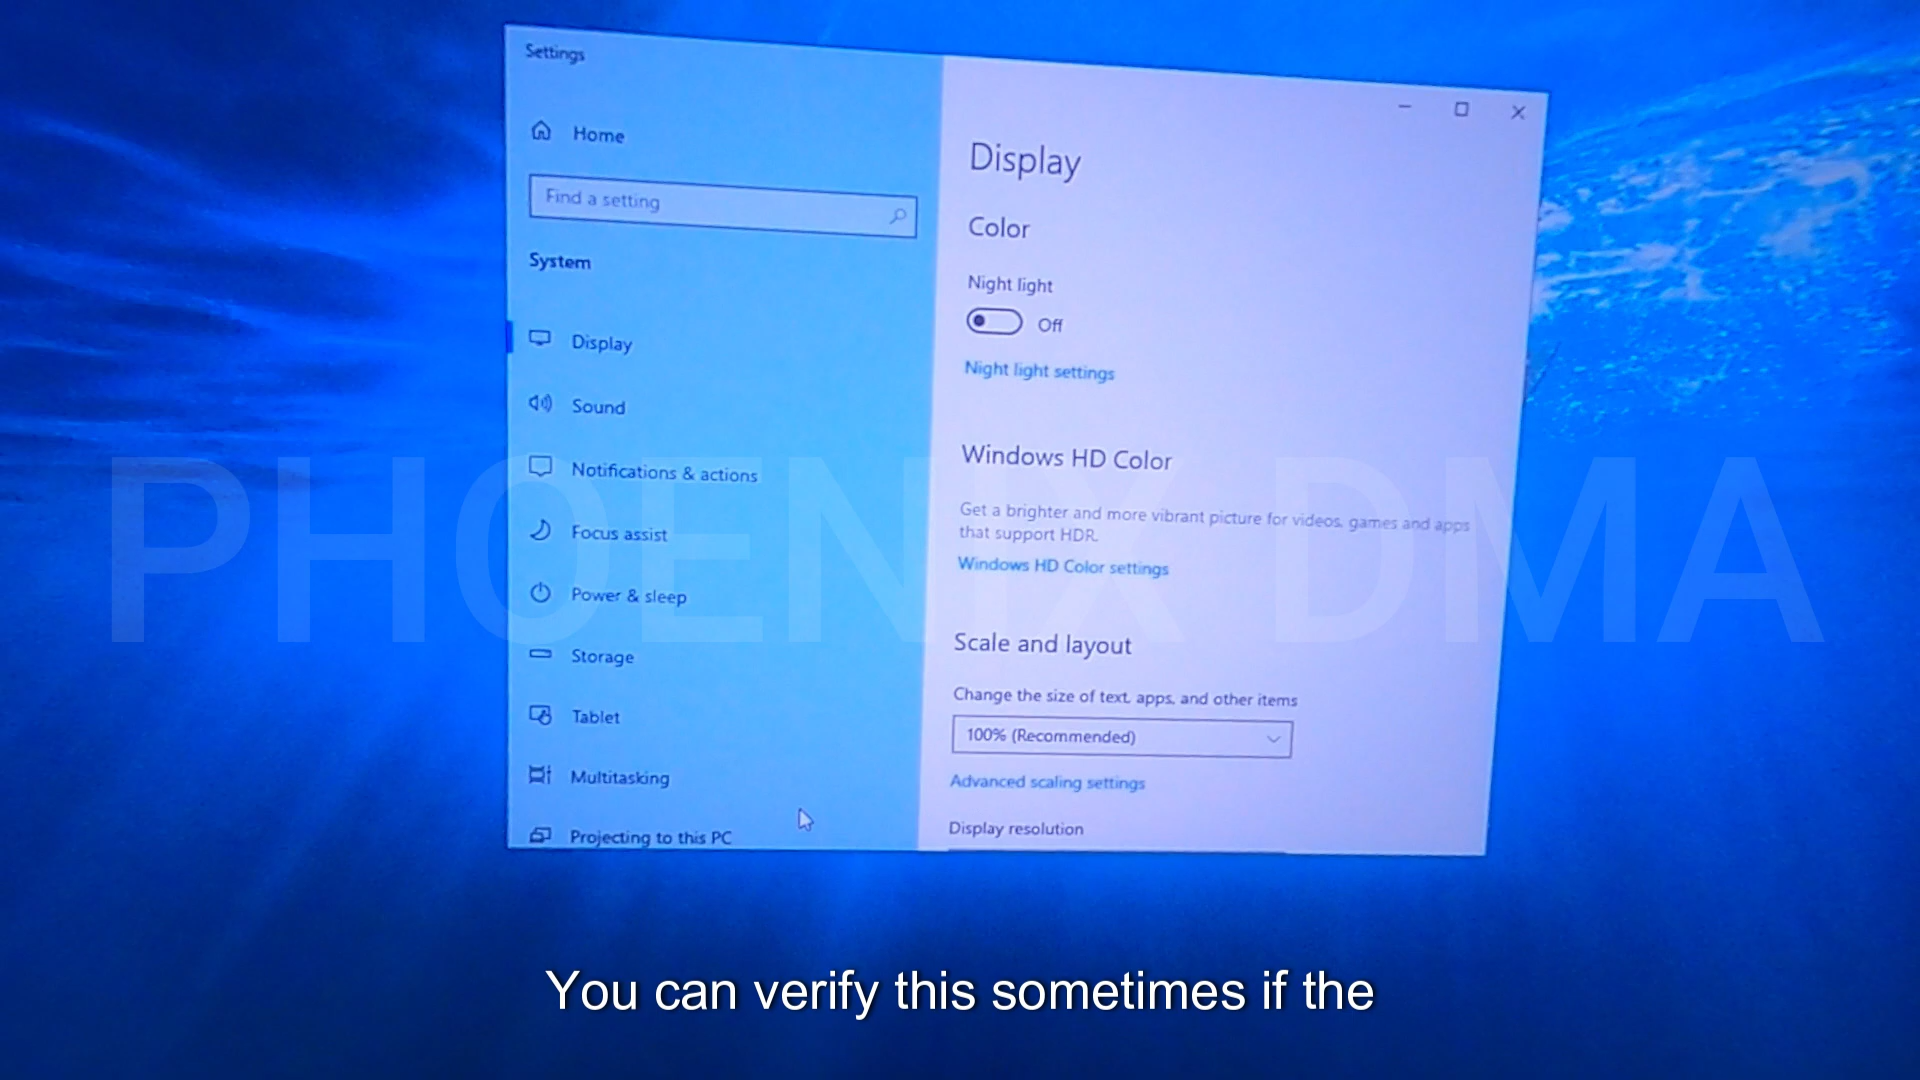 Settings
Home
Find a setting
System
Display
Sound
Notifications & actions
Focus assist
Power & sleep
Storage
Tablet
Multitasking
Projecting to this PC
Display
Color
Night light
Off
Night light settings
Windows HD Color
Get a brighter and more vibrant picture for videos, games and apps
that support HDR.
Windows HD Color settings
Scale and layout
Change the size of text, apps, and other items
100% (Recommended)
Advanced scaling settings
Display resolution
PHOENIX DMA
You can verify this sometimes if the